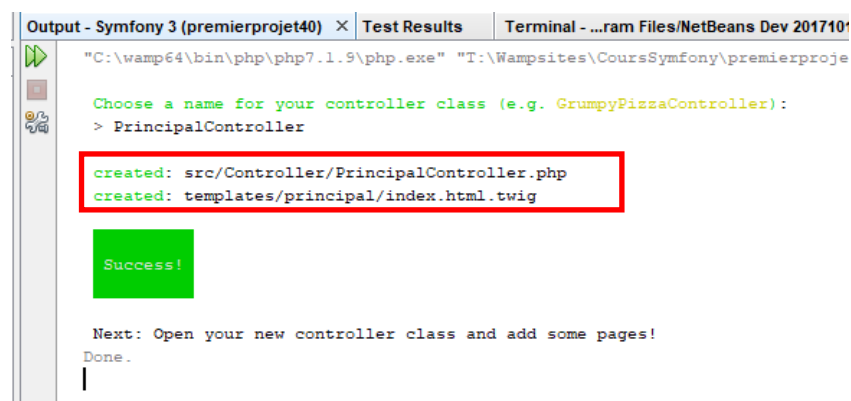 Output - Symfony 3 (premierprojet40) × Test Results Terminal - ...ram Files/NetBeans Dev 201710
"C:\wamp64\bin\php\php7.1.9\php.exe" "T:\Wampsites\CoursSymfony\premierproje
Choose a name for your controller class (e.g. GrumpyPizzaController):
> PrincipalController
created: src/Controller/PrincipalController.php
created: templates/principal/index.html.twig
Success!
Next: Open your new controller class and add some pages!
Done.